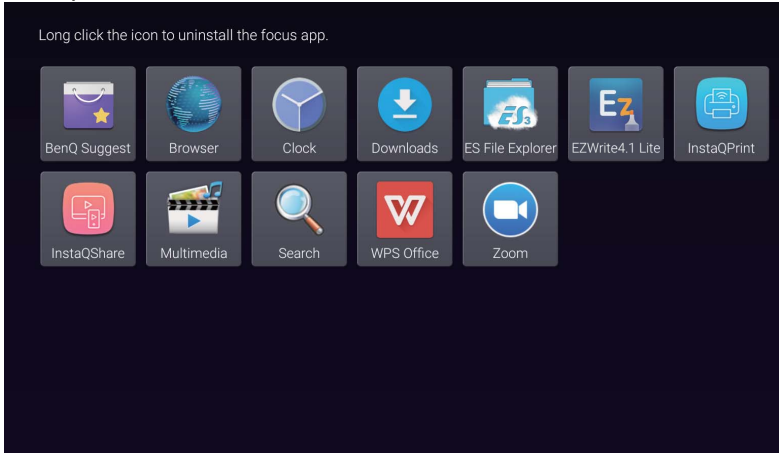 Long click the icon to uninstall the focus app.
Ez
BenQ Suggest Browser Clock Downloads ES File Explorer EZWrite4.1 Lite InstaQPrint
W
InstaQShare Multimedia Search WPS Office Zoom